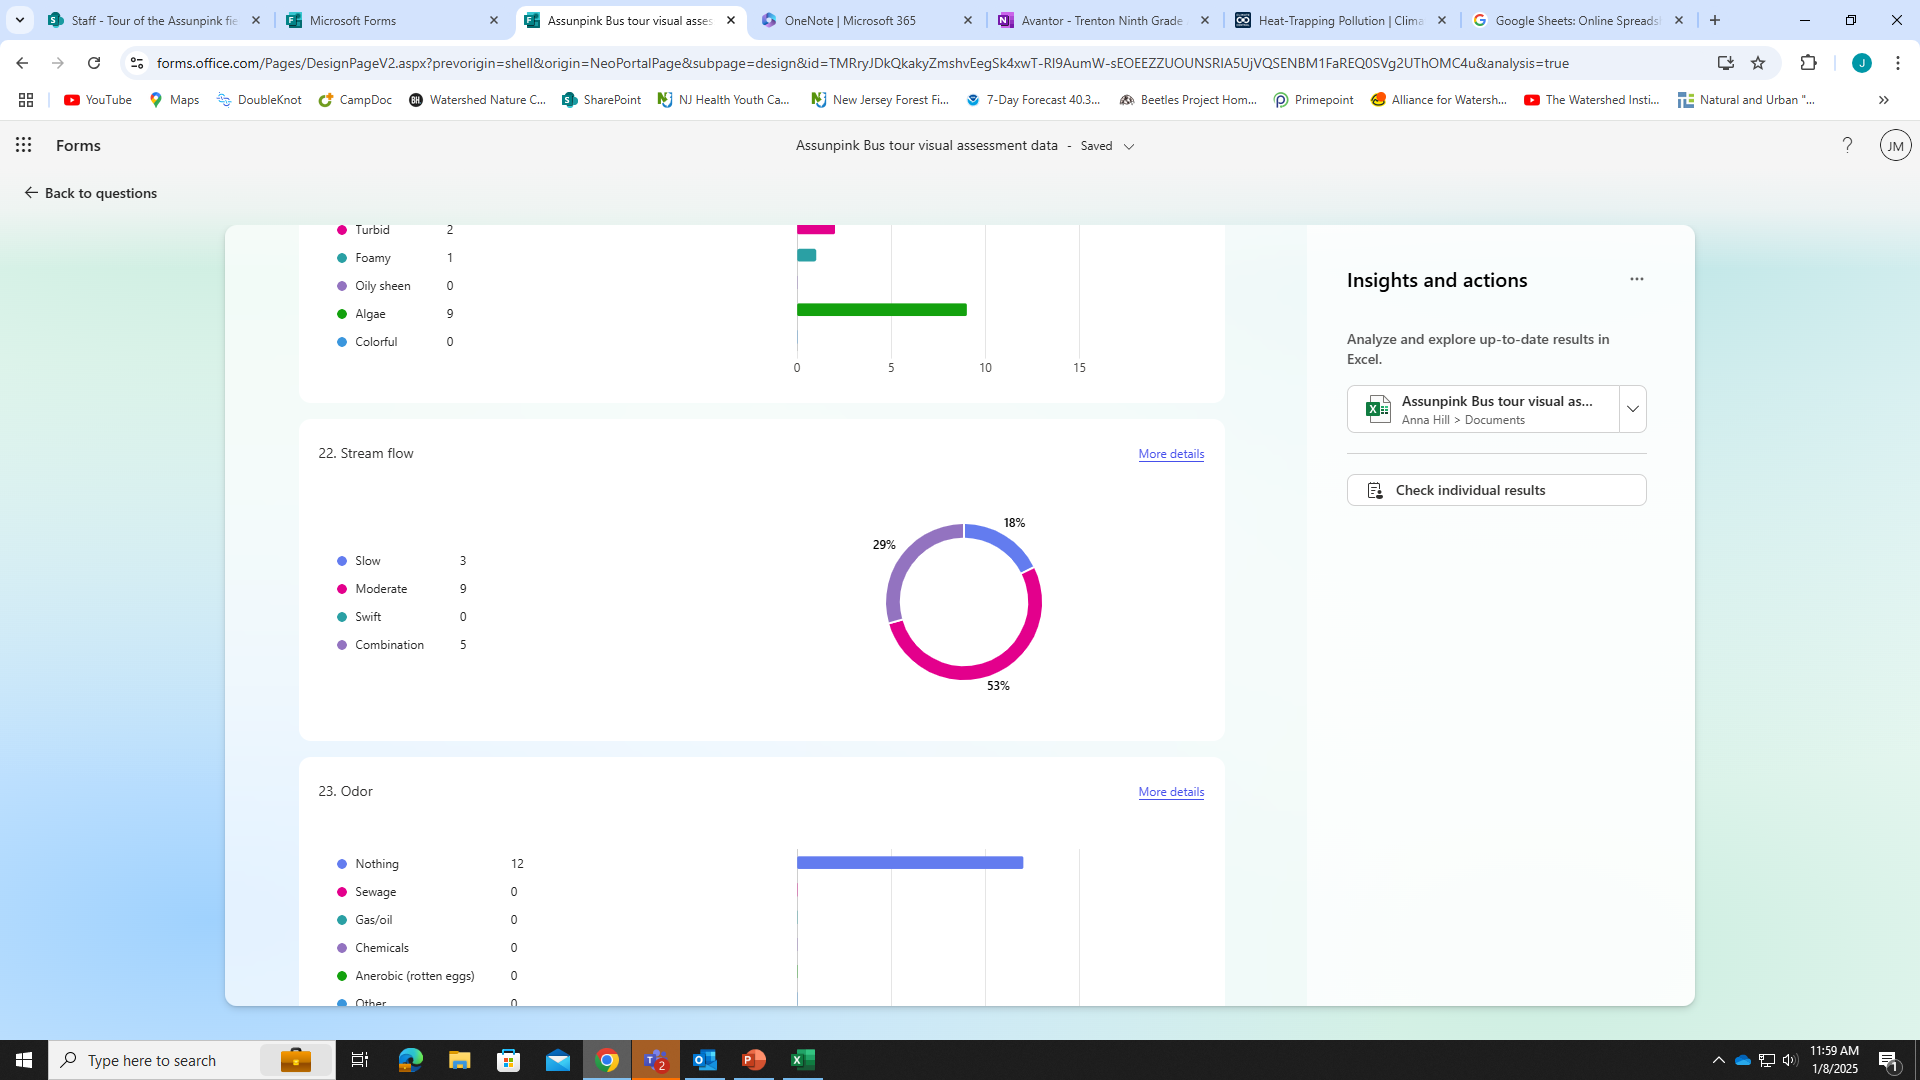 Staff - Tour of the Assunpink fie
Microsoft Forms
Assunpink Bus tour visual asses
OneNote | Microsoft 365
Avantor - Trenton Ninth Grade
Heat-Trapping Pollution | Clima
Google Sheets: Online Spreads
forms.office.com/Pages/DesignPageV2.aspx?prevorigin=shell&origin=NeoPortalPage&subpage=design&id=TMRryJDkQkakyZmshvEegSk4xwT-Rl9AumW-sEOEEZZUOUNSRIA5UjVQSENBM1FaREQ0SVg2UThOMC4u&analysis=true
J
YouTube
Maps
DoubleKnot
CampDoc
Watershed Nature C...
SharePoint
NJ Health Youth Ca...
New Jersey Forest Fi...
7-Day Forecast 40.3...
Beetles Project Hom...
Primepoint
Alliance for Watersh...
The Watershed Insti...
Natural and Urban "...
Forms
Assunpink Bus tour visual assessment data - Saved
JM
Back to questions
Turbid 2
Foamy 1
Oily sheen 0
Algae 9
Colorful 0
0 5 10 15
22. Stream flow
More details
Slow 3
Moderate 9
Swift 0
Combination 5
18%
29%
53%
23. Odor
More details
Nothing 12
Sewage 0
Gas/oil 0
Chemicals 0
Anerobic (rotten eggs) 0
Other 0
Insights and actions
Analyze and explore up-to-date results in
Excel.
Assunpink Bus tour visual as...
Anna Hill > Documents
Check individual results
Type here to search
2
11:59 AM
1/8/2025
1